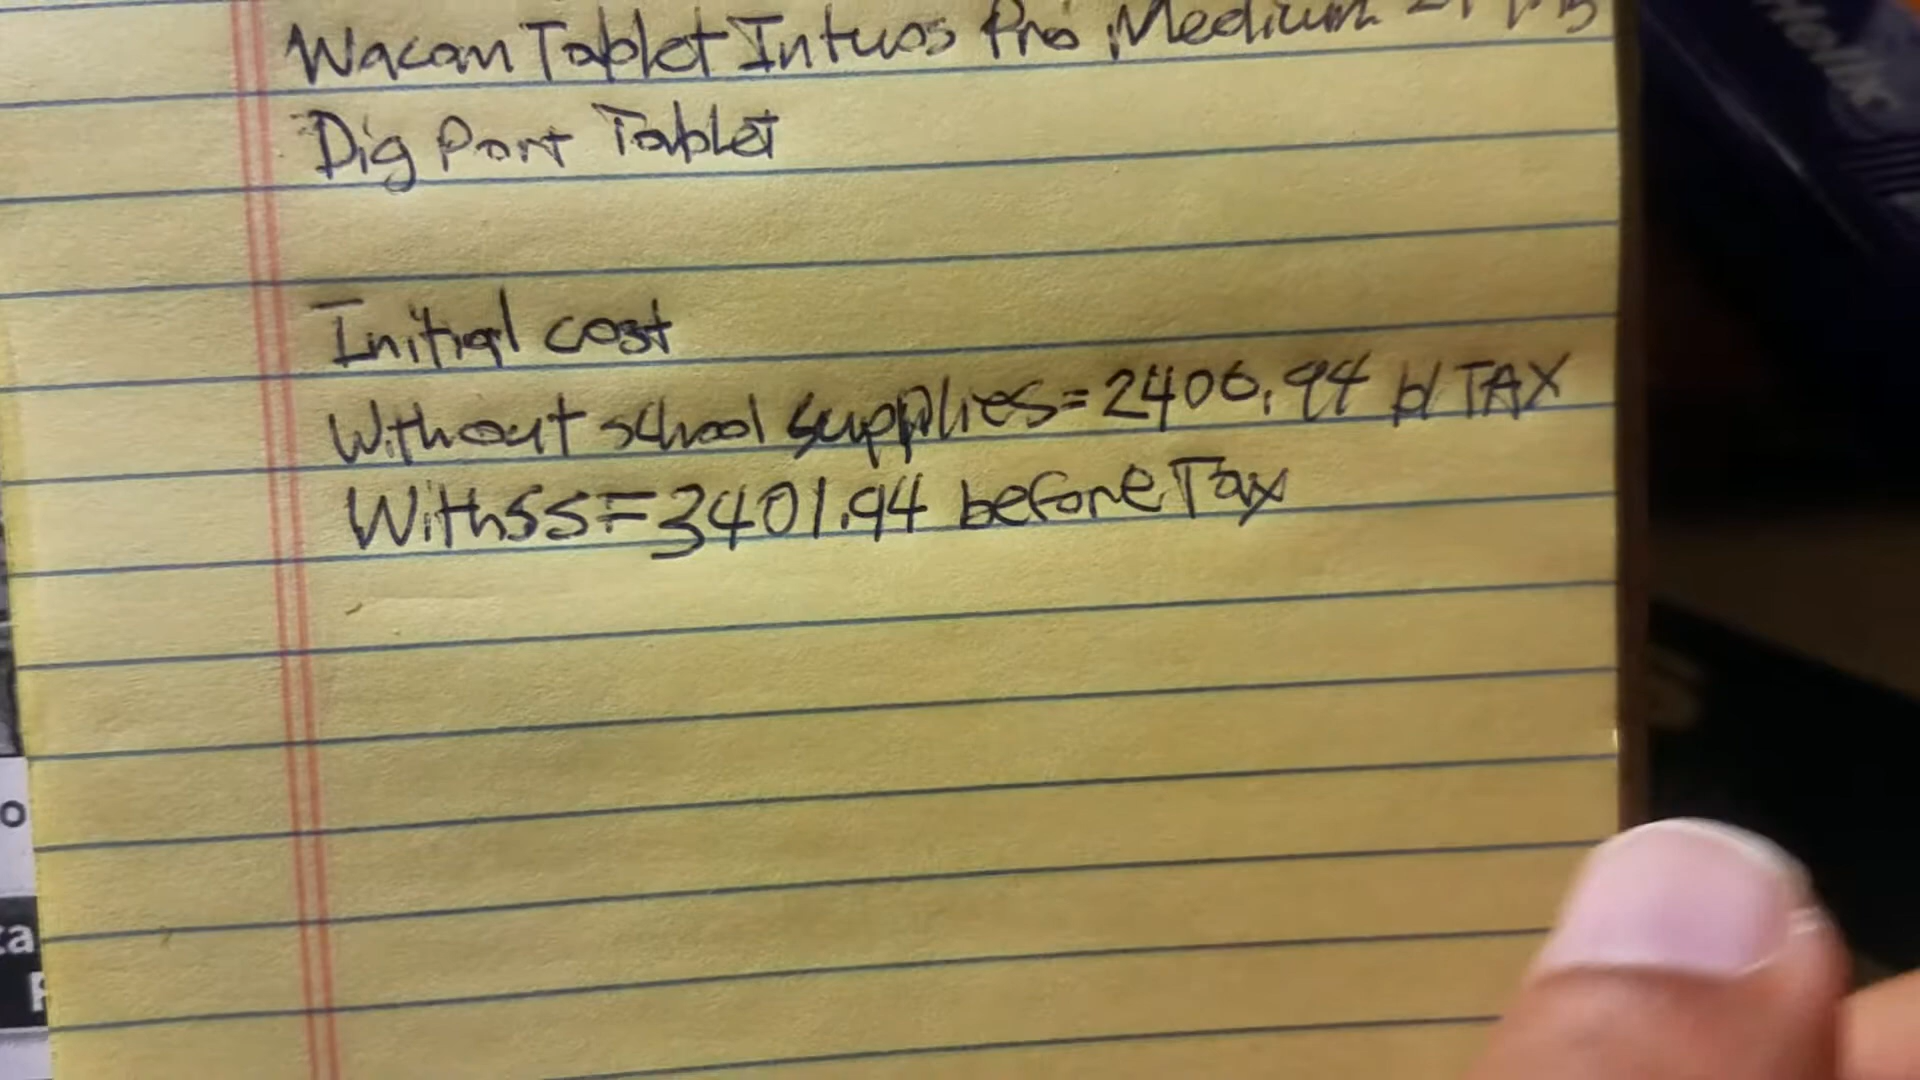 Wacom Tablet Intuos Pro Medium
Dig Port Tablet
Initial cost
Without school supplies=2406.94 b/ TAX
With SS=3401.94 before Tax
Helix